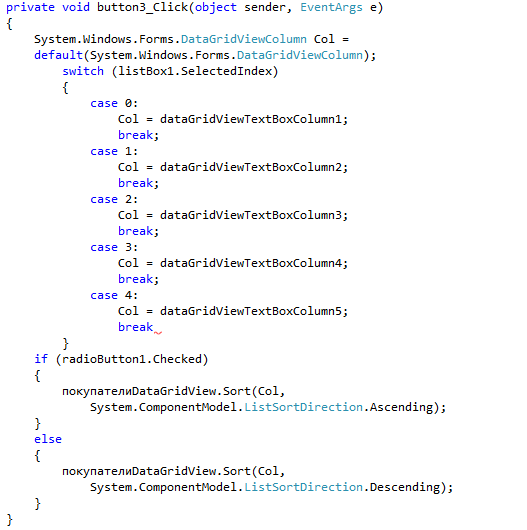 private void button3_Click(object sender, EventArgs e)
{
System.Windows.Forms.DataGridViewColumn Col =
default(System.Windows.Forms.DataGridViewColumn);
switch (listBox1.SelectedIndex)
{
case 0:
Col = dataGridViewTextBoxColumn1;
break;
case 1:
Col = dataGridViewTextBoxColumn2;
break;
case 2:
Col = dataGridViewTextBoxColumn3;
break;
case 3:
Col = dataGridViewTextBoxColumn4;
break;
case 4:
Col = dataGridViewTextBoxColumn5;
break
}
if (radioButton1.Checked)
{
покупателиDataGridView.Sort(Col,
System.ComponentModel.ListSortDirection.Ascending);
}
else
{
покупателиDataGridView.Sort(Col,
System.ComponentModel.ListSortDirection.Descending);
}
}